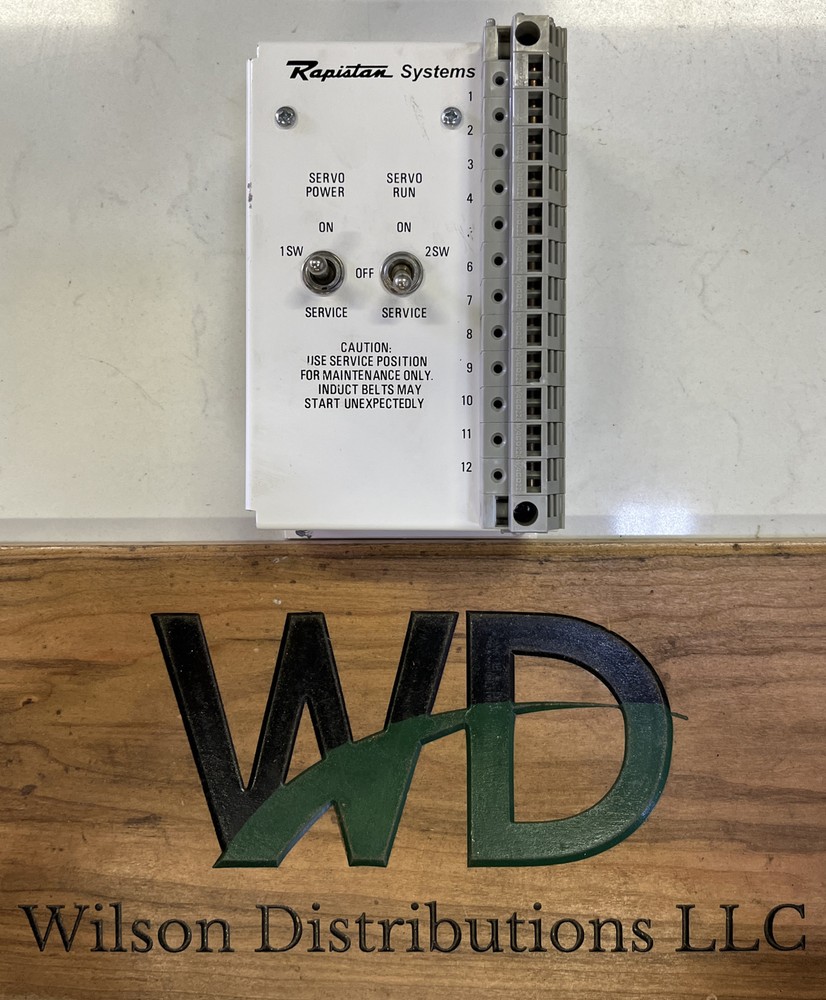 Rapistan Systems
1
2
3
4
6
7
8
9
10
11
12
SERVO POWER
SERVO RUN
ON
ON
1SW
2SW
OFF
SERVICE
SERVICE
CAUTION:
USE SERVICE POSITION
FOR MAINTENANCE ONLY.
INDUCT BELTS MAY
START UNEXPECTEDLY
WD
Wilson Distributions LLC